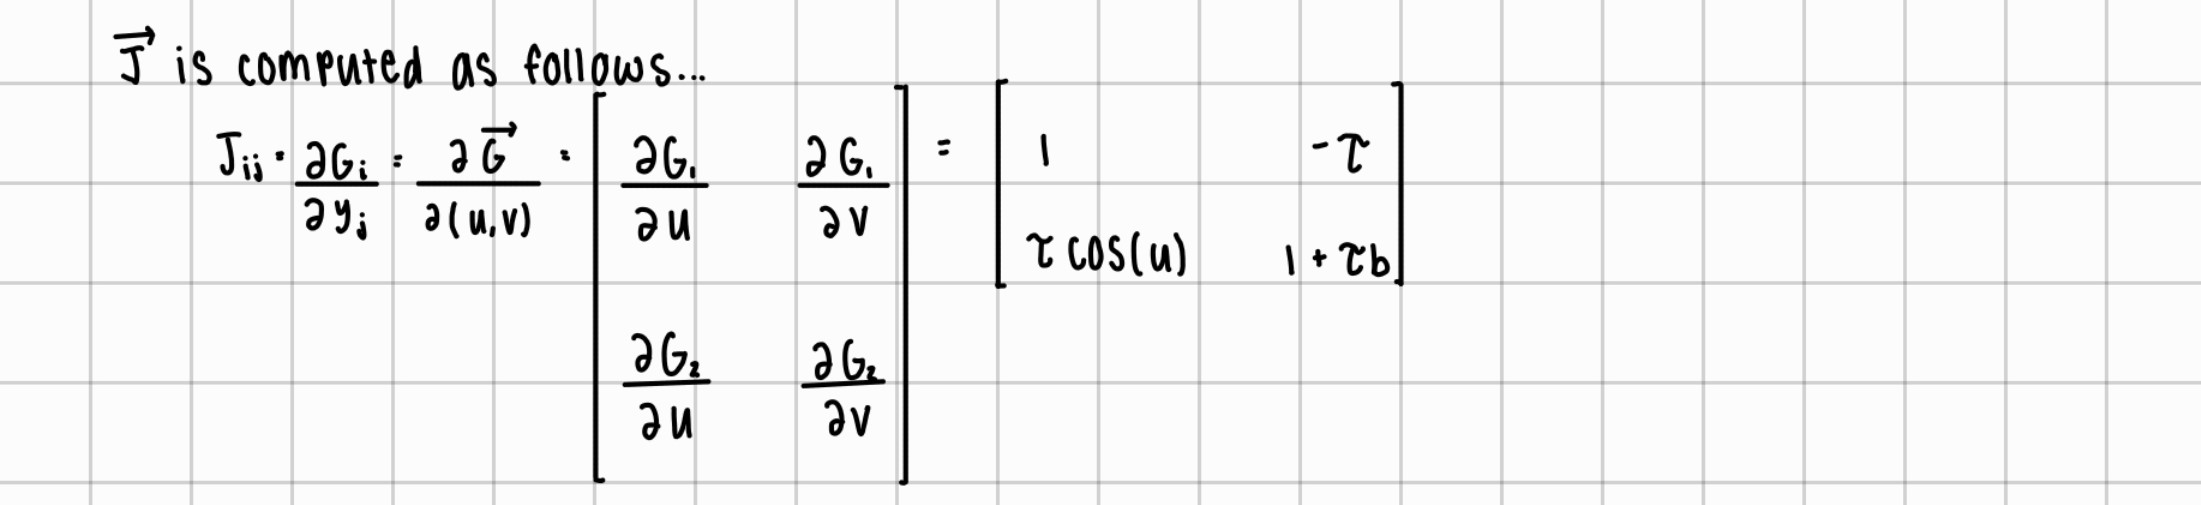 $\vec{J}$ is computed as follows...
$J_{ij} = \frac{\partial G_i}{\partial y_j} = \frac{\partial \vec{G}}{\partial (u,v)} = \begin{bmatrix} \frac{\partial G_1}{\partial u} & \frac{\partial G_1}{\partial v} \\ \frac{\partial G_2}{\partial u} & \frac{\partial G_2}{\partial v} \end{bmatrix} = \begin{bmatrix} 1 & -\tau \\ \tau \cos(u) & 1 + \tau b \end{bmatrix}$